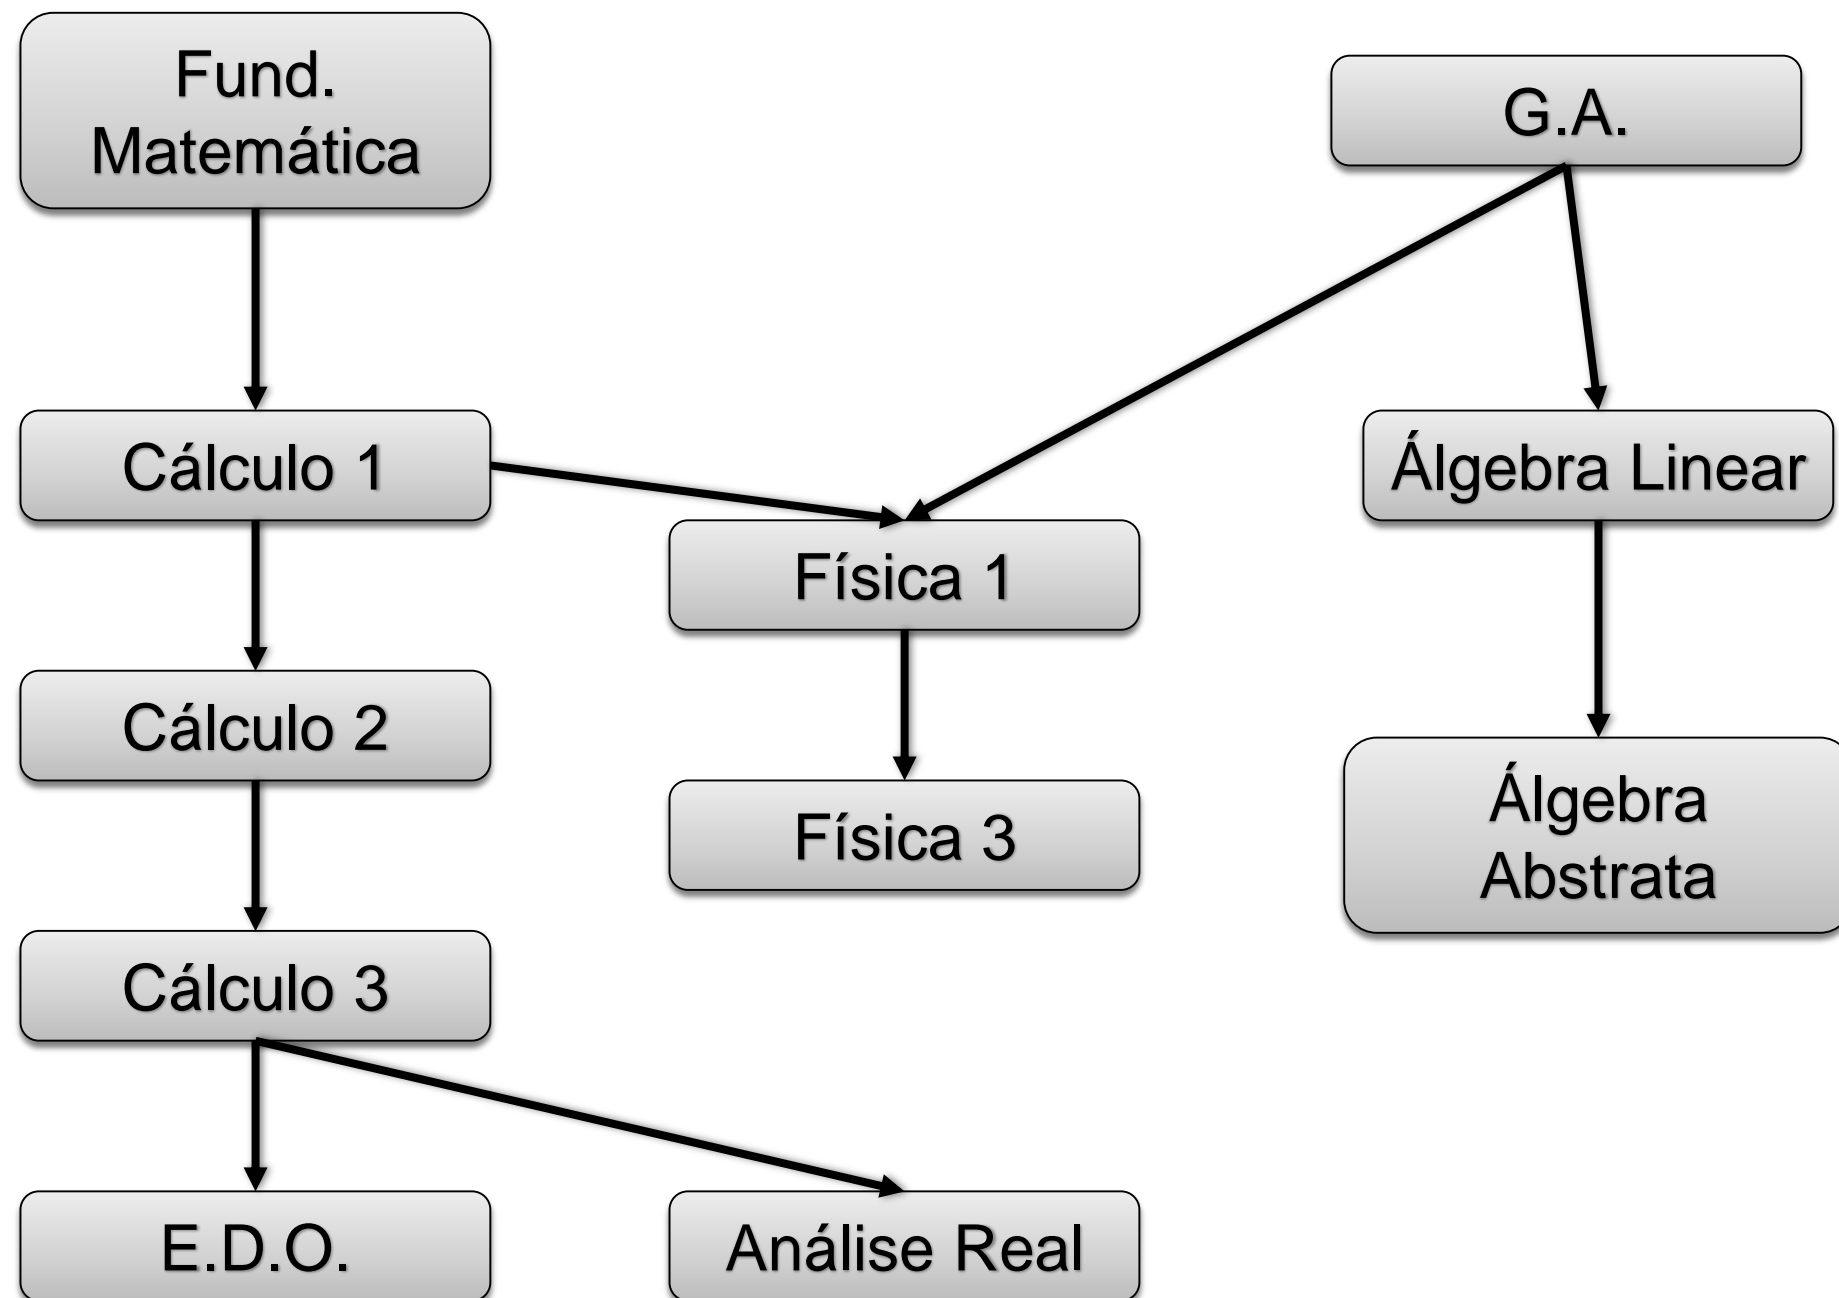 Fund.
Matemática
G.A.
Cálculo 1
Álgebra Linear
Física 1
Cálculo 2
Física 3
Álgebra
Abstrata
Cálculo 3
E.D.O.
Análise Real